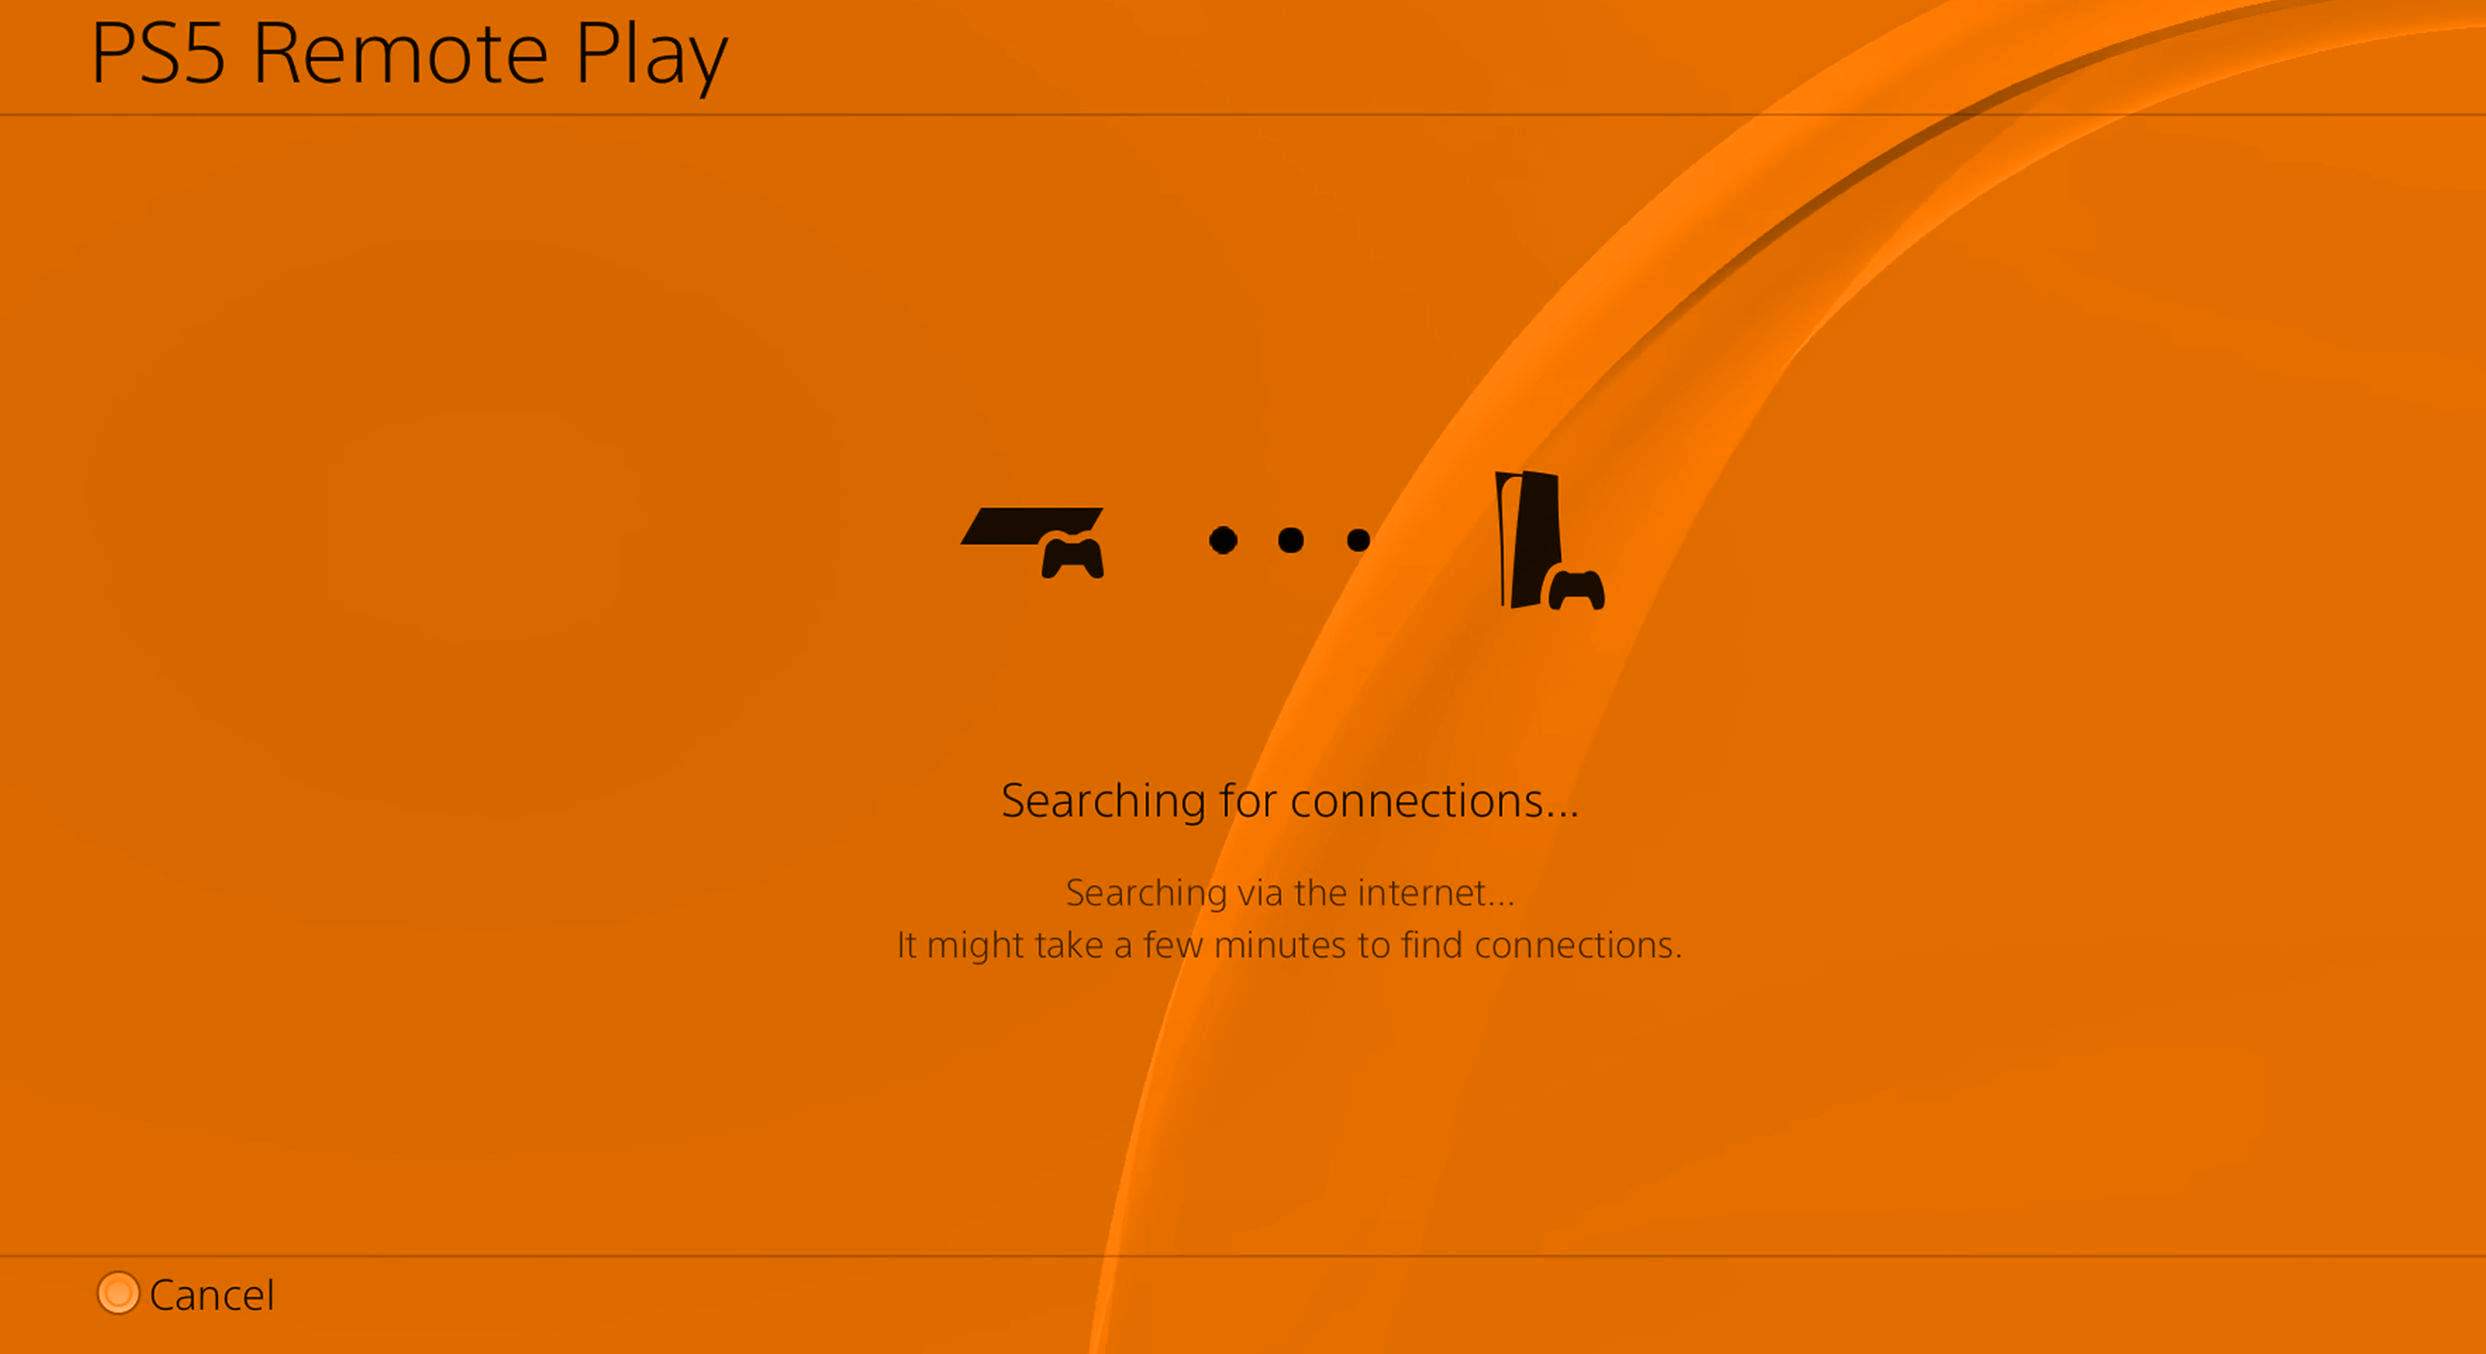 PS5 Remote Play
Searching for connections...
Searching via the internet...
It might take a few minutes to find connections.
Cancel